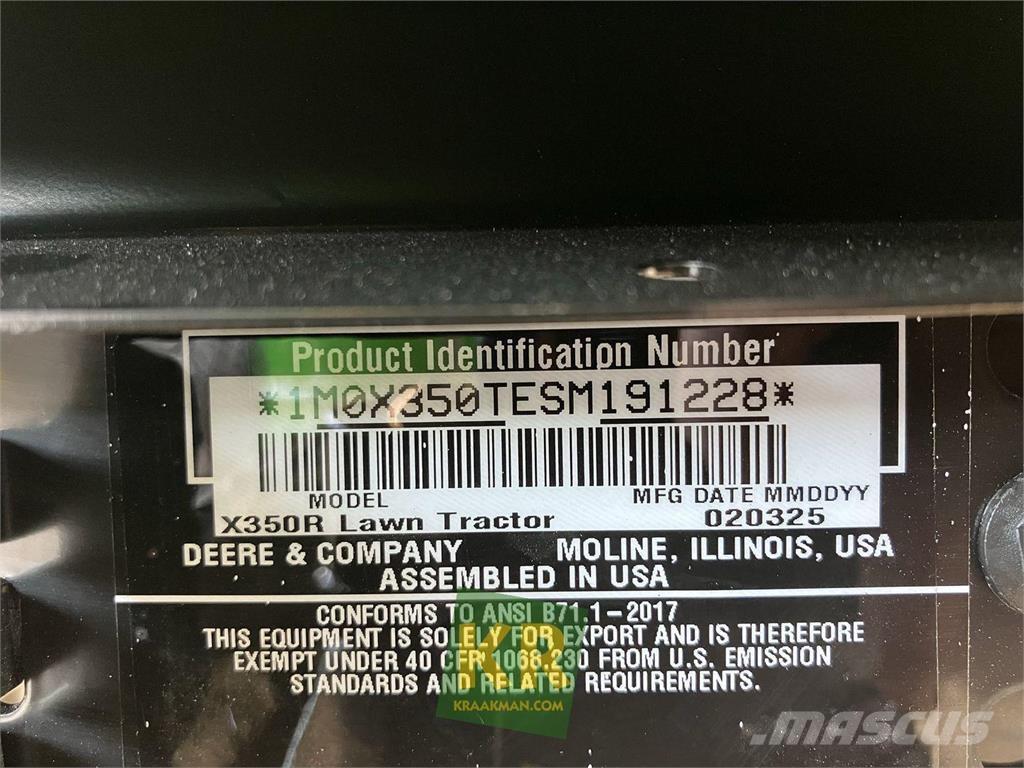 Product Identification Number
*1M0X350TESM191228*
MODEL
MFG DATE MMDDYY
X350R Lawn Tractor
020325
DEERE & COMPANY MOLINE, ILLINOIS, USA
ASSEMBLED IN USA
CONFORMS TO ANSI B71.1-2017
THIS EQUIPMENT IS SOLELY FOR EXPORT AND IS THEREFORE
EXEMPT UNDER 40 CFR 1068.230 FROM U.S. EMISSION
STANDARDS AND RELATED REQUIREMENTS.
KR
KRAAKMAN.COM
MASCUS